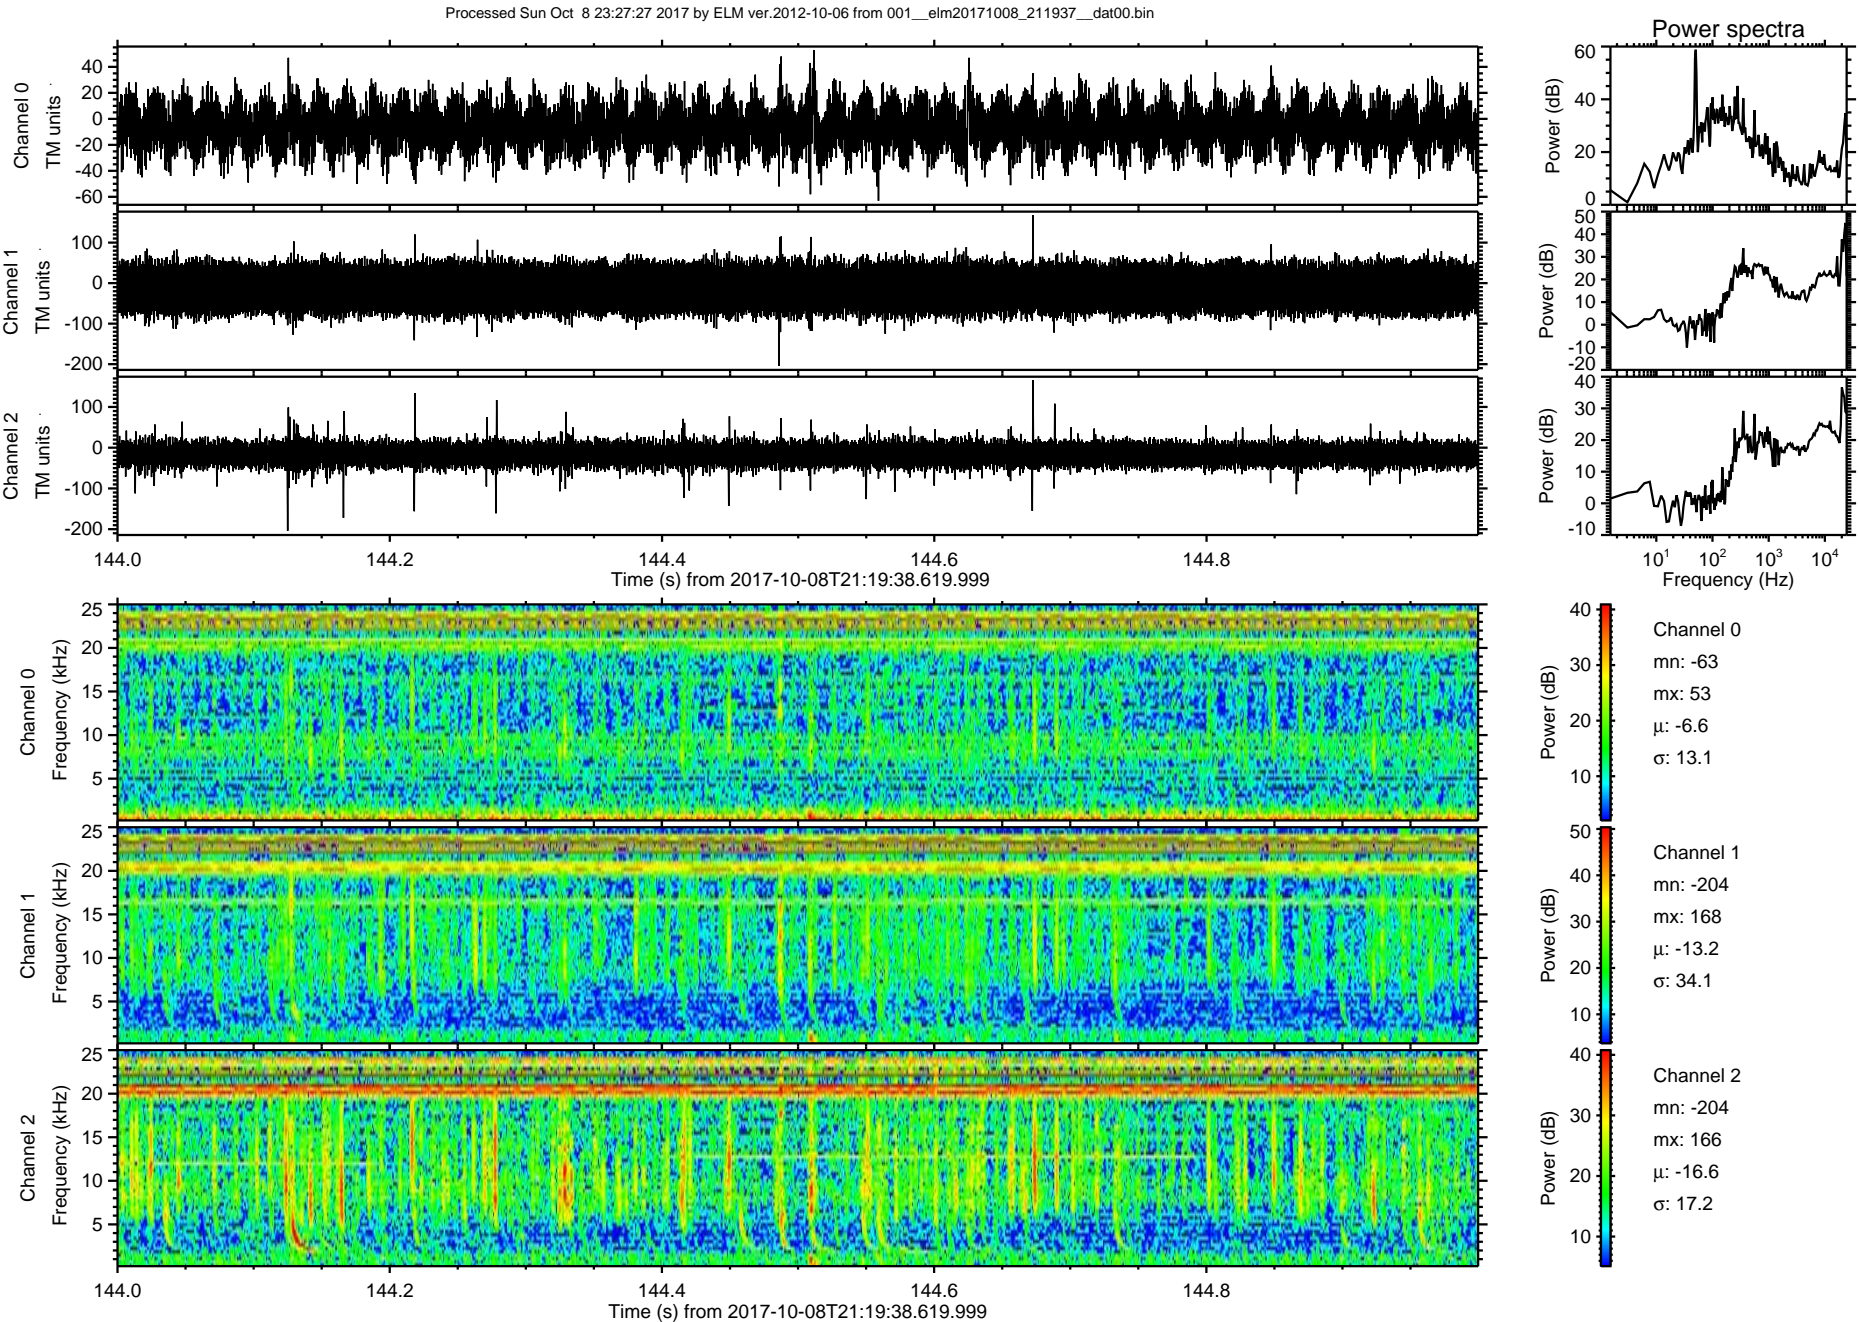 Processed Sun Oct 8 23:27:27 2017 by ELM ver.2012-10-06 from 001__elm20171008_211937__dat00.bin
Power spectra
Channel 0
TM units
40
20
0
-20
-40
-60
Power (dB)
60
40
20
0
Channel 1
TM units
100
0
-100
-200
Power (dB)
50
40
30
20
10
0
-10
-20
Channel 2
TM units
100
0
-100
-200
Power (dB)
40
30
20
10
0
-10
144.0 144.2 144.4 144.6 144.8
Time (s) from 2017-10-08T21:19:38.619.999
10¹ 10² 10³ 10⁴
Frequency (Hz)
Channel 0
Frequency (kHz)
25
20
15
10
5
Power (dB)
40
30
20
10
Channel 0
mn: -63
mx: 53
μ: -6.6
σ: 13.1
Channel 1
Frequency (kHz)
25
20
15
10
5
Power (dB)
50
40
30
20
10
Channel 1
mn: -204
mx: 168
μ: -13.2
σ: 34.1
Channel 2
Frequency (kHz)
25
20
15
10
5
Power (dB)
40
30
20
10
Channel 2
mn: -204
mx: 166
μ: -16.6
σ: 17.2
144.0 144.2 144.4 144.6 144.8
Time (s) from 2017-10-08T21:19:38.619.999